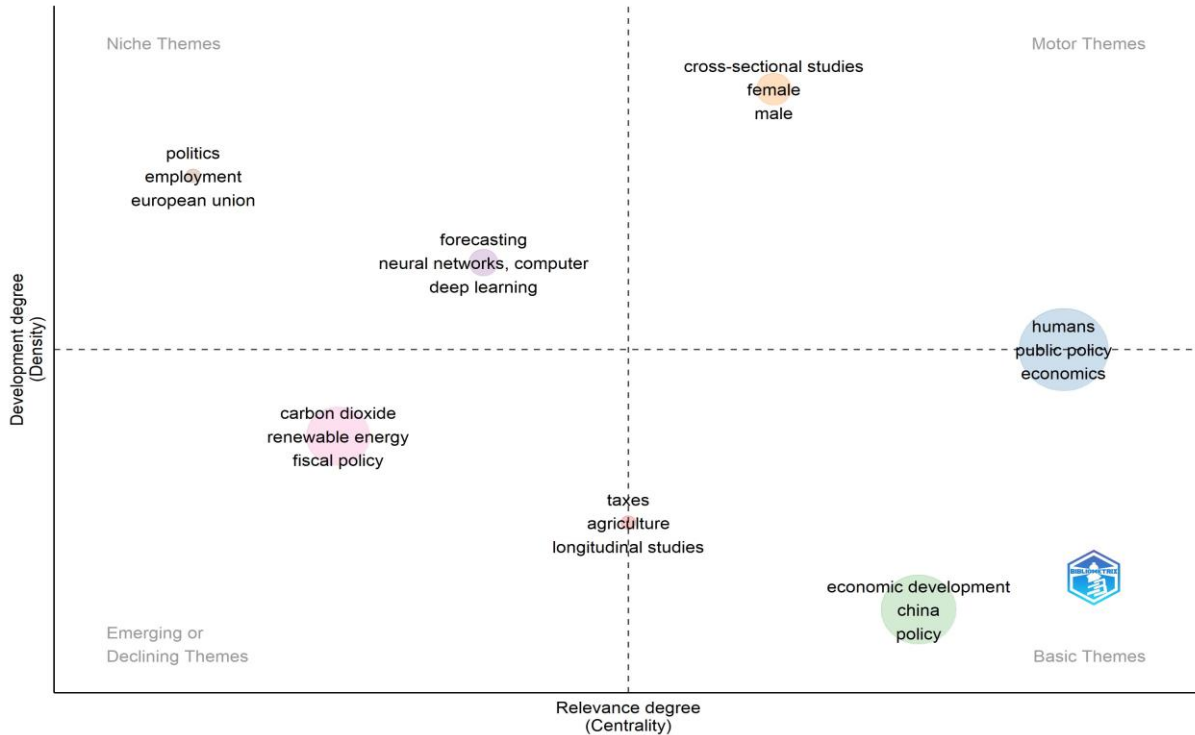 Niche Themes
Motor Themes
cross-sectional studies
female
male
politics
employment
european union
forecasting
neural networks, computer
deep learning
humans
public policy
economics
carbon dioxide
renewable energy
fiscal policy
taxes
agriculture
longitudinal studies
economic development
china
policy
BIBLIOMETRIX
Emerging or
Declining Themes
Basic Themes
Development degree
(Density)
Relevance degree
(Centrality)